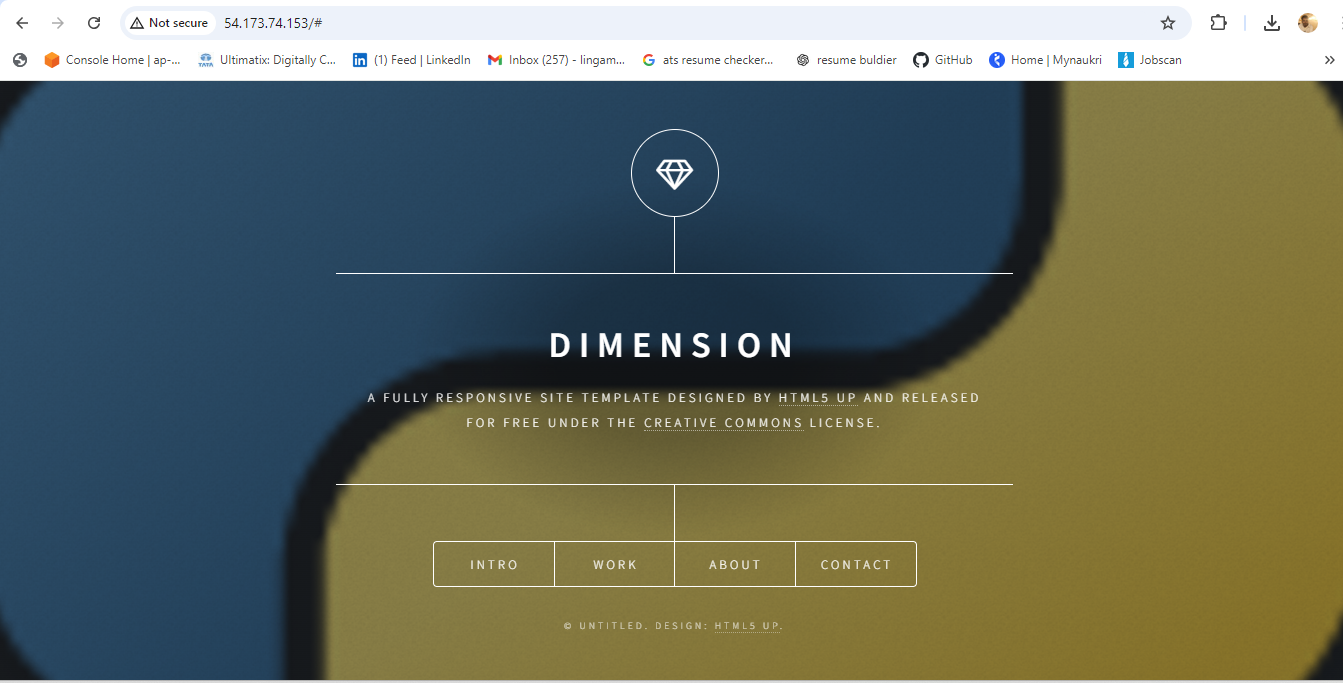 Not secure 54.173.74.153/#
Console Home | ap-... Ultimatix: Digitally C... (1) Feed | LinkedIn Inbox (257) - lingam... ats resume checker... resume buldier GitHub Home | Mynaukri Jobscan
TATA
DIMENSION
A FULLY RESPONSIVE SITE TEMPLATE DESIGNED BY HTML5 UP AND RELEASED
FOR FREE UNDER THE CREATIVE COMMONS LICENSE.
INTRO WORK ABOUT CONTACT
© UNTITLED. DESIGN: HTML5 UP.